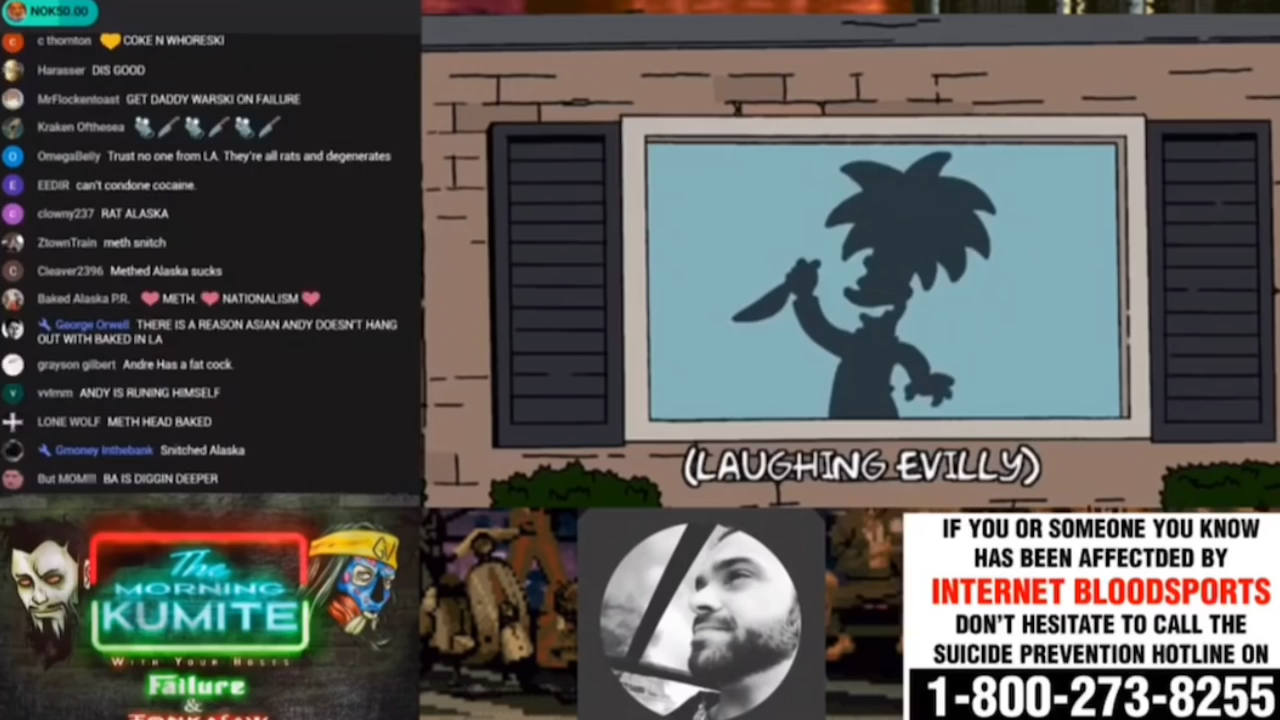 NOK50.00
c thornton COKE N WHORESKI
Harasser DIS GOOD
MrFlockentoast GET DADDY WARSKI ON FAILURE
Kraken Ofthesea
OmegaBelly Trust no one from LA. They're all rats and degenerates
EEDIR can't condone cocaine.
clowny237 RAT ALASKA
ZtownTrain meth snitch
Cleaver2396 Methed Alaska sucks
Baked Alaska P.R. METH NATIONALISM
George Orwell THERE IS A REASON ASIAN ANDY DOESN'T HANG
OUT WITH BAKED IN LA
grayson gilbert Andre Has a fat cock.
vvlmm ANDY IS RUNING HIMSELF
LONE WOLF METH HEAD BAKED
Gmoney Inthebank Snitched Alaska
But MOM!!! BA IS DIGGIN DEEPER
(LAUGHING EVILLY)
The
MORNING
KUMITE
WITH YOUR HOSTS
Failure
&
IF YOU OR SOMEONE YOU KNOW
HAS BEEN AFFECTDED BY
INTERNET BLOODSPORTS
DON'T HESITATE TO CALL THE
SUICIDE PREVENTION HOTLINE ON
1-800-273-8255